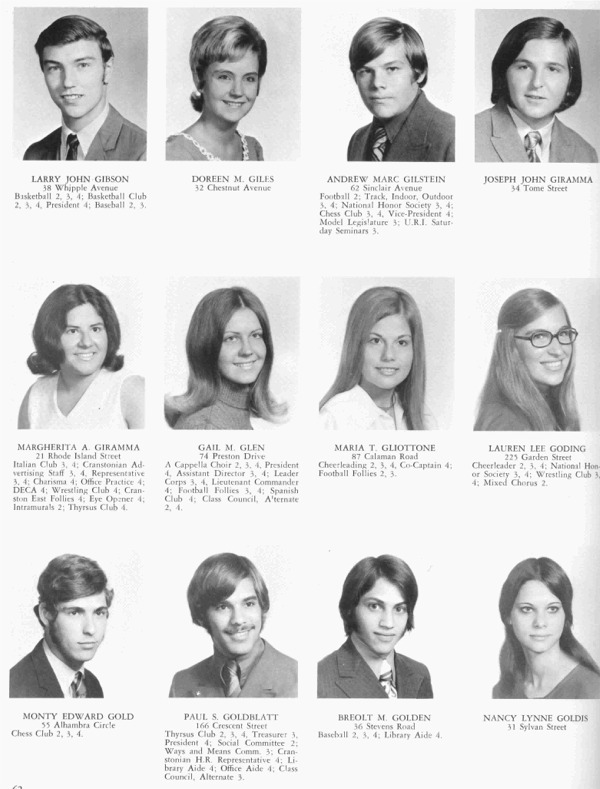 LARRY JOHN GIBSON
38 Whipple Avenue
Basketball 2, 3, 4; Basketball Club
2, 3, 4, President 4; Baseball 2, 3.
DOREEN M. GILES
32 Chestnut Avenue
ANDREW MARC GILSTEIN
62 Sinclair Avenue
Football 2; Track, Indoor, Outdoor
3, 4; National Honor Society 3, 4;
Chess Club 3, 4, Vice-President 4;
Model Legislature 3; U.R.I. Satur-
day Seminars 3.
JOSEPH JOHN GIRAMMA
34 Tome Street
MARGHERITA A. GIRAMMA
21 Rhode Island Street
Italian Club 3, 4; Cranstonian Ad-
vertising Staff 3, 4, Representative
3, 4; Charisma 4; Office Practice 4;
DECA 4; Wrestling Club 4; Cran-
ston East Follies 4; Eye Opener 4;
Intramurals 2; Thyrsus Club 4.
GAIL M. GLEN
74 Preston Drive
A Cappella Choir 2, 3, 4, President
4, Assistant Director 3, 4; Leader
Corps 3, 4, Lieutenant Commander
4; Football Follies 3, 4; Spanish
Club 4; Class Council, Alternate
2, 4.
MARIA T. GLIOTTONE
87 Calaman Road
Cheerleading 2, 3, 4, Co-Captain 4;
Football Follies 2, 3.
LAUREN LEE GODING
225 Garden Street
Cheerleader 2, 3, 4; National Hon-
or Society 3, 4; Wrestling Club 3,
4; Mixed Chorus 2.
MONTY EDWARD GOLD
55 Alhambra Circle
Chess Club 2, 3, 4.
PAUL S. GOLDBLATT
166 Crescent Street
Thyrsus Club 2, 3, 4, Treasurer 3,
President 4; Social Committee 2;
Ways and Means Comm. 3; Cran-
stonian H.R. Representative 4; Li-
brary Aide 4; Office Aide 4; Class
Council, Alternate 3.
BREOLT M. GOLDEN
36 Stevens Road
Baseball 2, 3, 4; Library Aide 4.
NANCY LYNNE GOLDIS
31 Sylvan Street